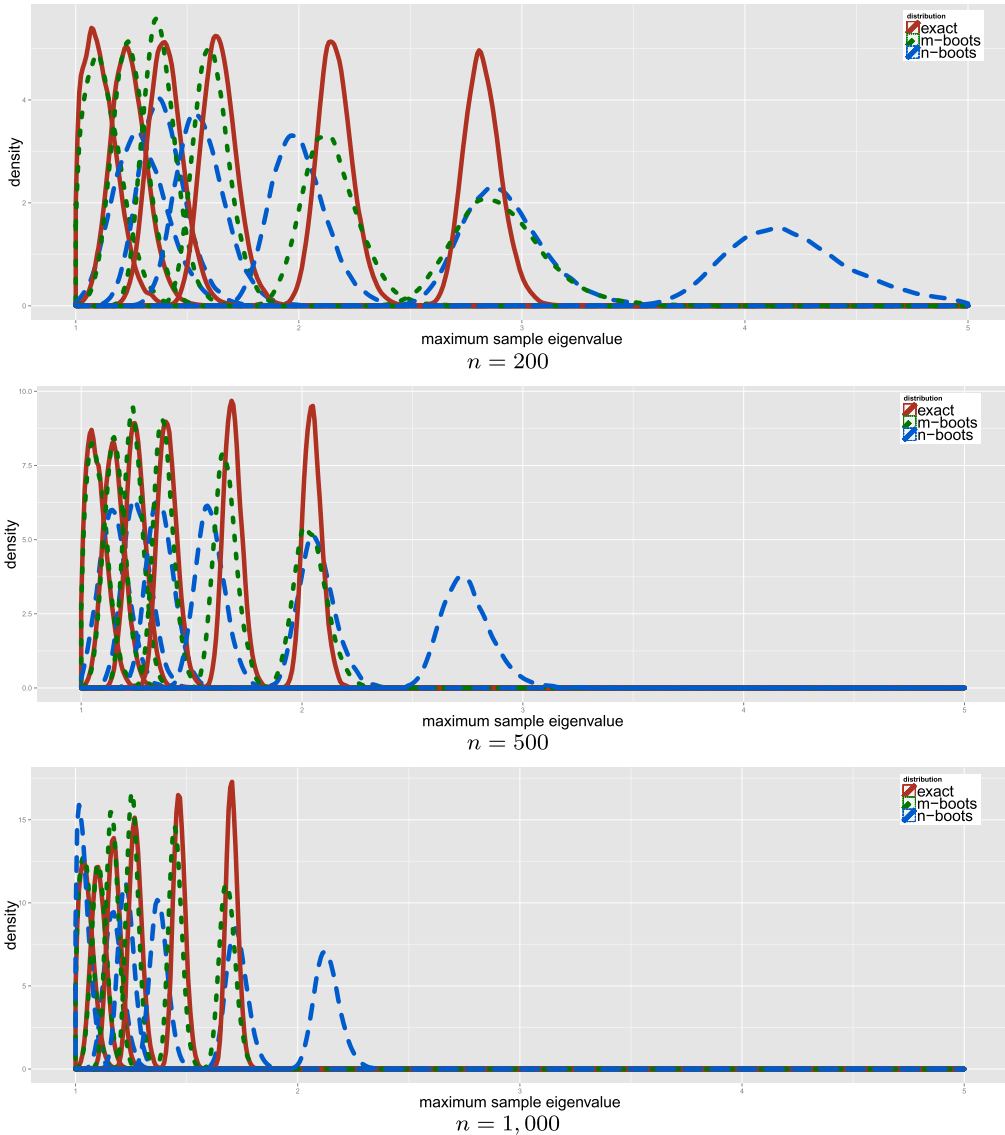 distribution
exact
m−boots
n−boots
density
4
2
0
1
2
3
4
5
maximum sample eigenvalue
n = 200
distribution
exact
m−boots
n−boots
density
10.0
7.5
5.0
2.5
0.0
1
2
3
4
5
maximum sample eigenvalue
n = 500
distribution
exact
m−boots
n−boots
density
15
10
5
0
1
2
3
4
5
maximum sample eigenvalue
n = 1,000